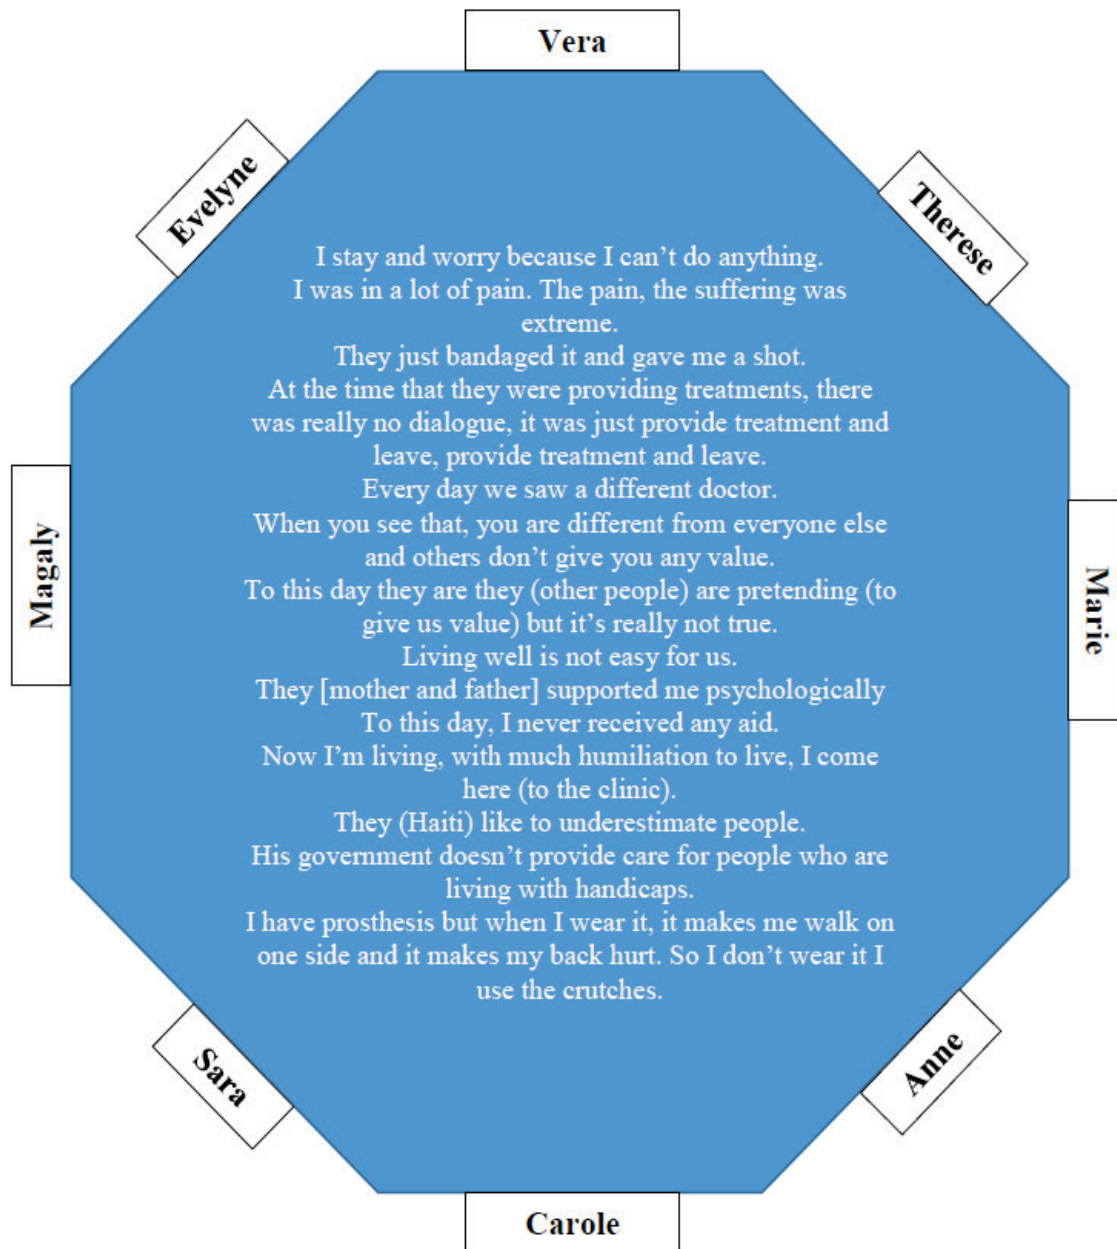 Vera
Evelyne
Therese
I stay and worry because I can’t do anything.
I was in a lot of pain. The pain, the suffering was
extreme.
They just bandaged it and gave me a shot.
At the time that they were providing treatments, there
was really no dialogue, it was just provide treatment and
leave, provide treatment and leave.
Every day we saw a different doctor.
When you see that, you are different from everyone else
and others don’t give you any value.
To this day they are they (other people) are pretending (to
give us value) but it’s really not true.
Living well is not easy for us.
They [mother and father] supported me psychologically
To this day, I never received any aid.
Now I’m living, with much humiliation to live, I come
here (to the clinic).
They (Haiti) like to underestimate people.
His government doesn’t provide care for people who are
living with handicaps.
I have prosthesis but when I wear it, it makes me walk on
one side and it makes my back hurt. So I don’t wear it I
use the crutches.
Magaly
Marie
Sara
Anne
Carole